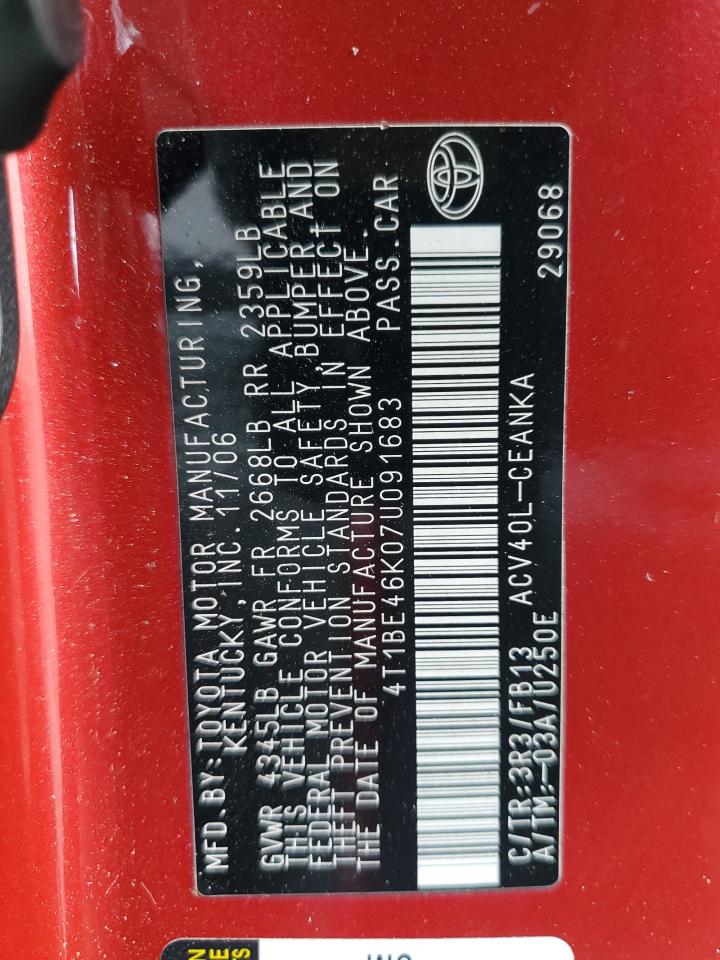 MFD.BY:TOYOTA MOTOR MANUFACTURING,
KENTUCKY,INC.11/06
GVWR 4345LB GAWR FR 2668LB RR 2359LB
THIS VEHICLE CONFORMS TO ALL APPLICABLE
FEDERAL MOTOR VEHICLE SAFETY, BUMPER, AND
THEFT PREVENTION STANDARDS IN EFFECT ON
THE DATE OF MANUFACTURE SHOWN ABOVE.
4T1BE46K07U091683 PASS.CAR
C/TR:3R3/FB13 ACV40L-CEANKA 29068
A/TM:-03A/U250E